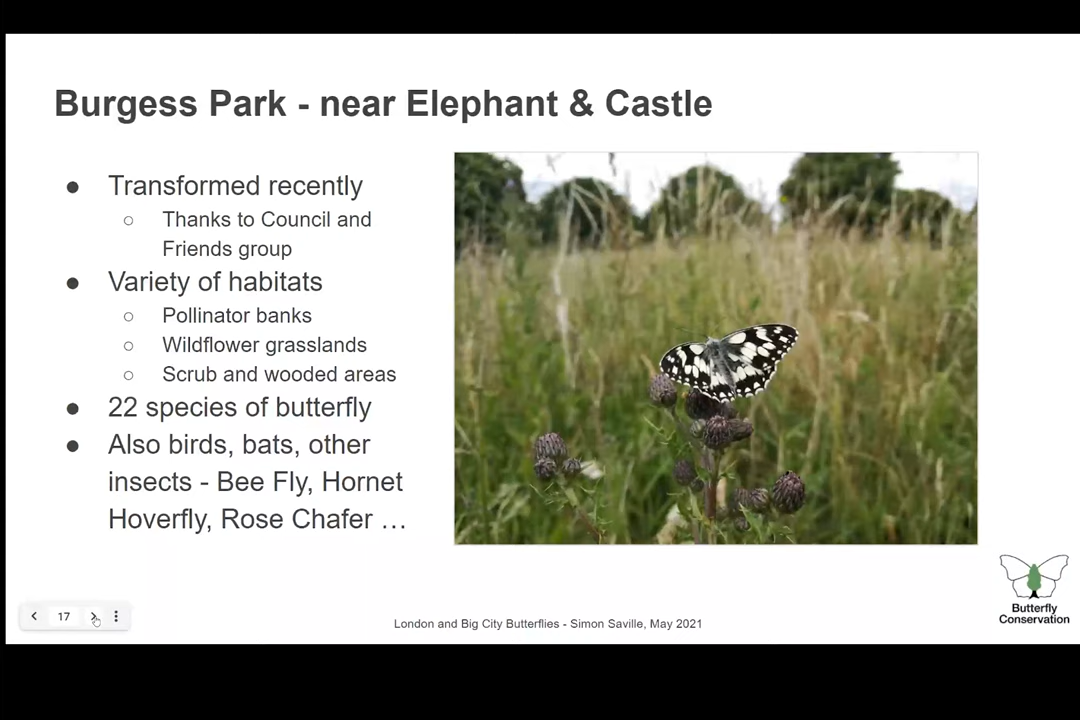 Burgess Park - near Elephant & Castle
● Transformed recently
○ Thanks to Council and
Friends group
● Variety of habitats
○ Pollinator banks
○ Wildflower grasslands
○ Scrub and wooded areas
● 22 species of butterfly
● Also birds, bats, other
insects - Bee Fly, Hornet
Hoverfly, Rose Chafer …
17
London and Big City Butterflies - Simon Saville, May 2021
Butterfly
Conservation